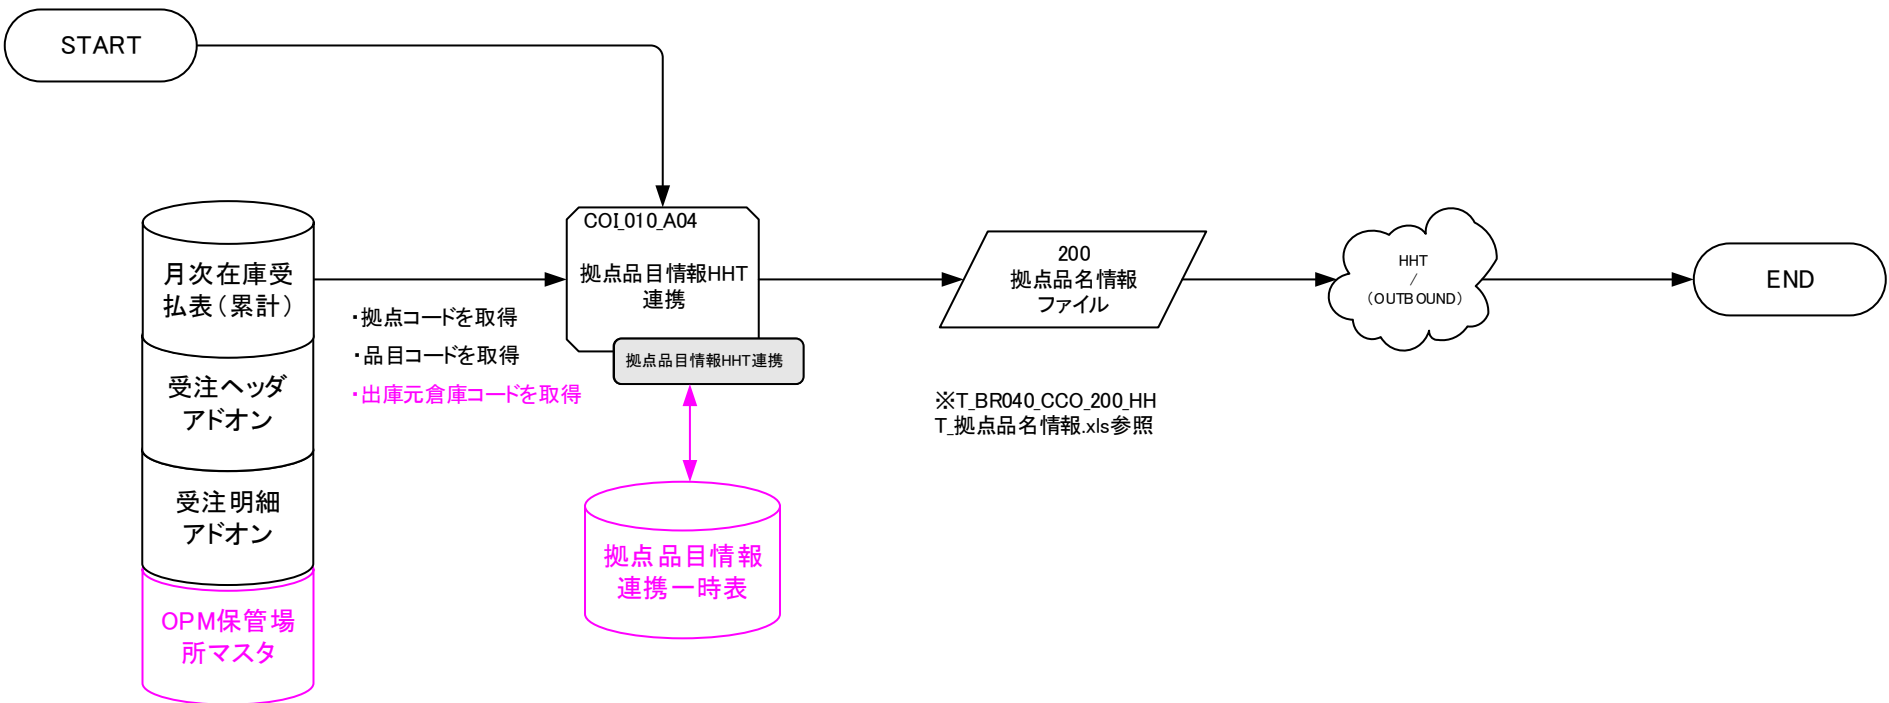 START
COI_010_A04
拠点品目情報HHT
連携
拠点品目情報HHT連携
月次在庫受
払表（累計）
受注ヘッダ
アドオン
受注明細
アドオン
OPM保管場
所マスタ
・拠点コードを取得
・品目コードを取得
・出庫元倉庫コードを取得
拠点品目情報
連携一時表
200
拠点品名情報
ファイル
※T_BR040_CCO_200_HH
T_拠点品名情報.xls参照
HHT
/
（OUTBOUND）
END